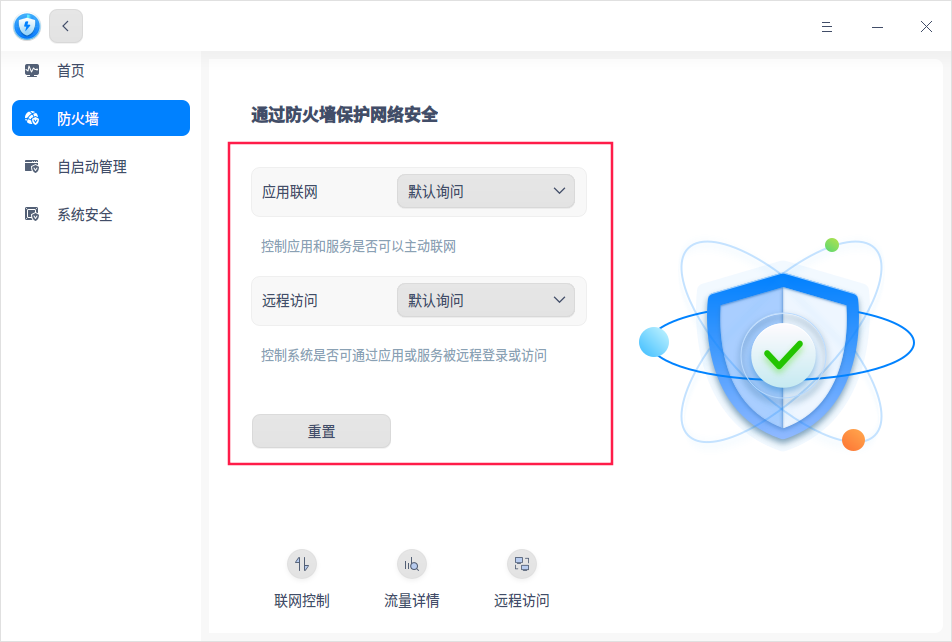 首页
防火墙
自启动管理
系统安全
通过防火墙保护网络安全
应用联网
默认询问
控制应用和服务是否可以主动联网
远程访问
默认询问
控制系统是否可通过应用或服务被远程登录或访问
重置
联网控制
流量详情
远程访问